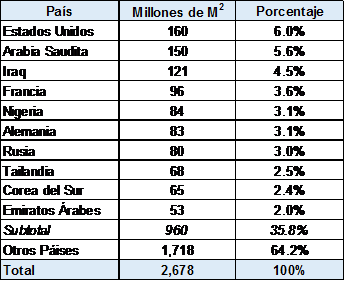 País Millones de M2 Porcentaje
Estados Unidos 160 6.0%
Arabia Saudita 150 5.6%
Iraq 121 4.5%
Francia 96 3.6%
Nigeria 84 3.1%
Alemania 83 3.1%
Rusia 80 3.0%
Tailandia 68 2.5%
Corea del Sur 65 2.4%
Emiratos Árabes 53 2.0%
Subtotal 960 35.8%
Otros Páises 1,718 64.2%
Total 2,678 100%